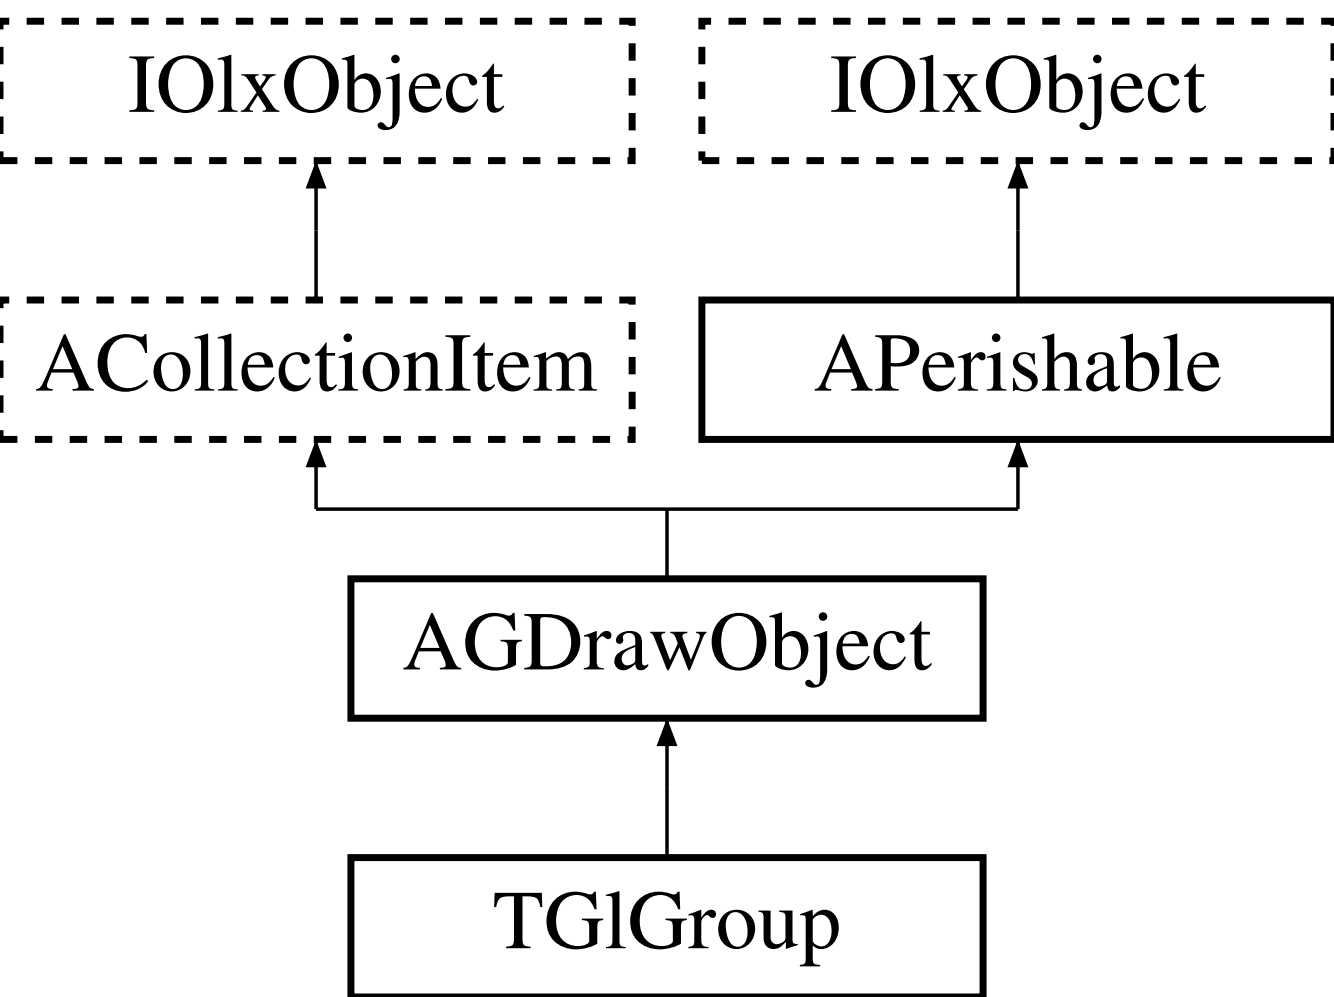 IOlxObject
IOlxObject
ACollectionItem
APerishable
AGDrawObject
TGlGroup